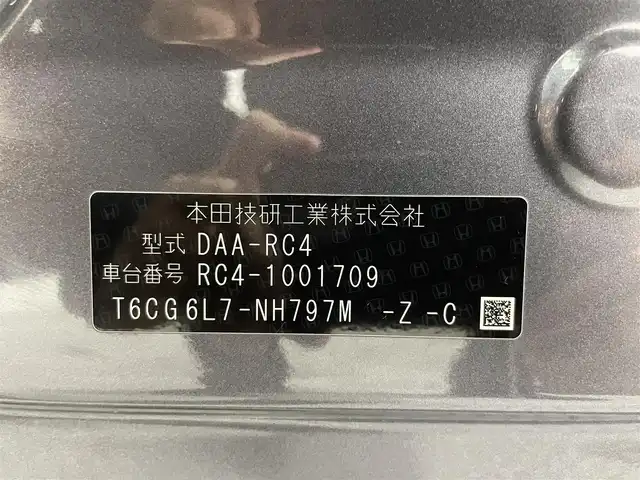 本田技研工業株式会社
型式 DAA-RC4
車台番号 RC4-1001709
T6CG6L7-NH797M -Z -C